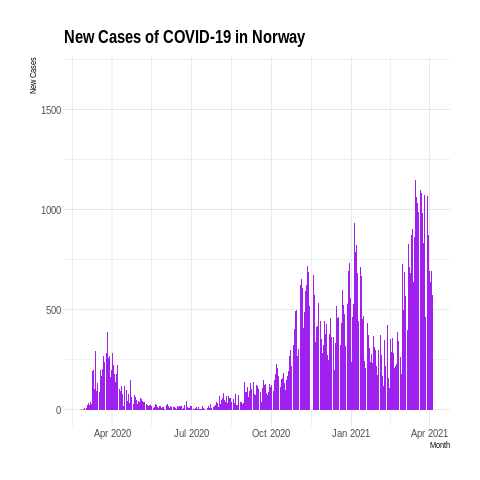 New Cases of COVID-19 in Norway
New Cases
1500
1000
500
0
Apr 2020 Jul 2020 Oct 2020 Jan 2021 Apr 2021
Month